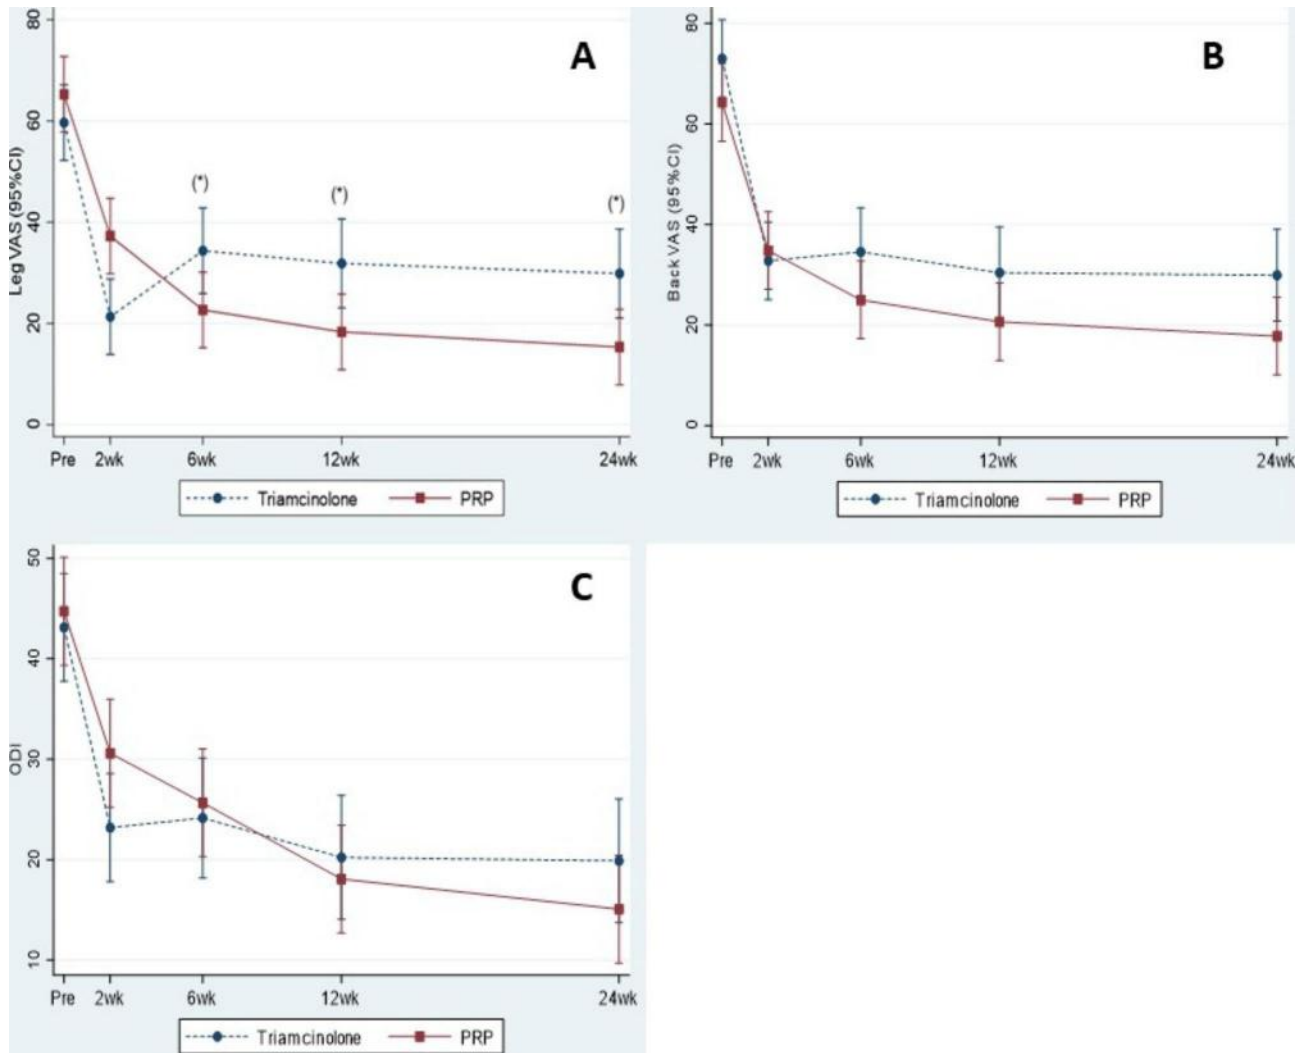 A
Leg VAS (95%CI)
80
60
40
20
0
(*)
(*)
(*)
Pre 2wk 6wk 12wk 24wk
Triamcinolone PRP
B
Back VAS (95%CI)
80
60
40
20
0
Pre 2wk 6wk 12wk 24wk
Triamcinolone PRP
C
ODI
50
40
30
20
10
Pre 2wk 6wk 12wk 24wk
Triamcinolone PRP